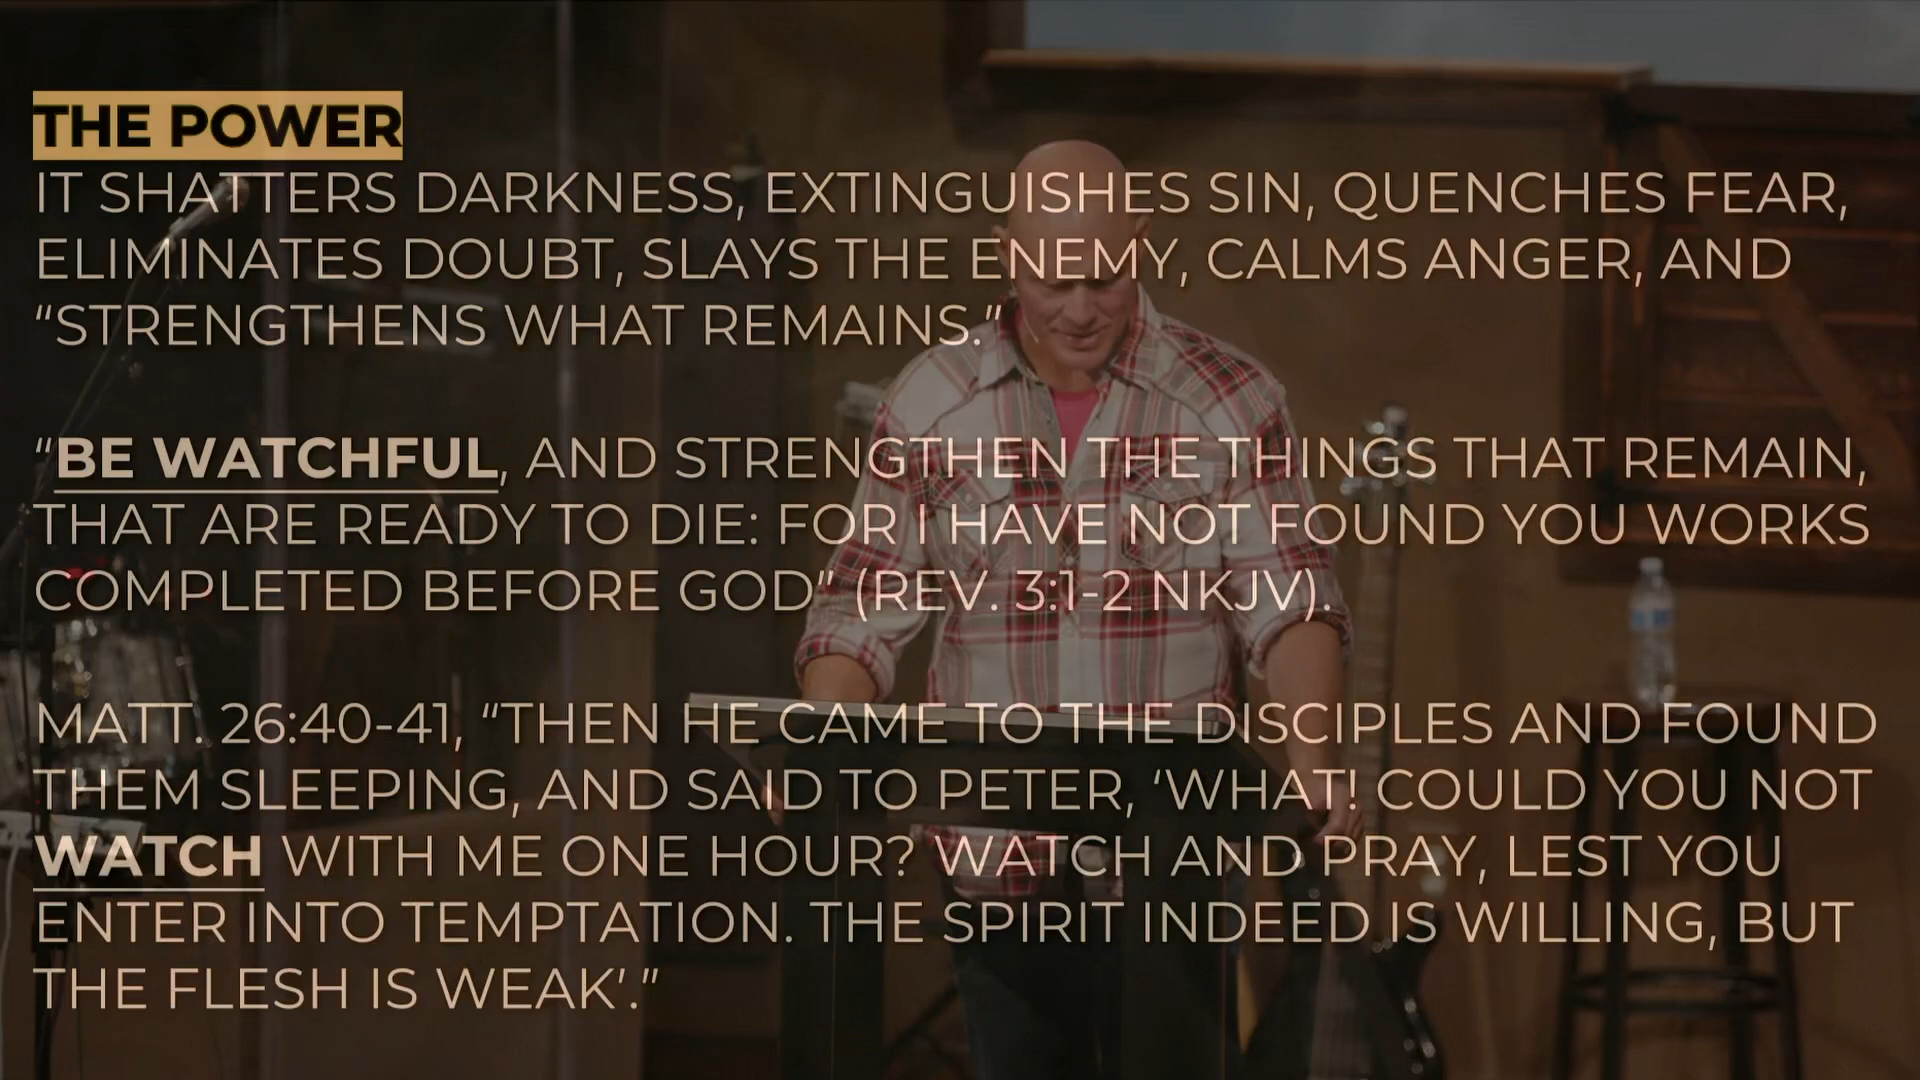 THE POWER
IT SHATTERS DARKNESS, EXTINGUISHES SIN, QUENCHES FEAR,
ELIMINATES DOUBT, SLAYS THE ENEMY, CALMS ANGER, AND
“STRENGTHENS WHAT REMAINS.”
“BE WATCHFUL, AND STRENGTHEN THE THINGS THAT REMAIN,
THAT ARE READY TO DIE: FOR I HAVE NOT FOUND YOU WORKS
COMPLETED BEFORE GOD” (REV. 3:1-2 NKJV).
MATT. 26:40-41, “THEN HE CAME TO THE DISCIPLES AND FOUND
THEM SLEEPING, AND SAID TO PETER, ‘WHAT! COULD YOU NOT
WATCH WITH ME ONE HOUR? WATCH AND PRAY, LEST YOU
ENTER INTO TEMPTATION. THE SPIRIT INDEED IS WILLING, BUT
THE FLESH IS WEAK’.”